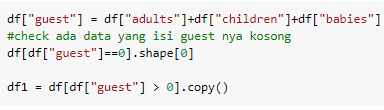 df["guest"] = df["adults"]+df["children"]+df["babies"]
#check ada data yang isi guest nya kosong
df[df["guest"]==0].shape[0]
df1 = df[df["guest"] > 0].copy()